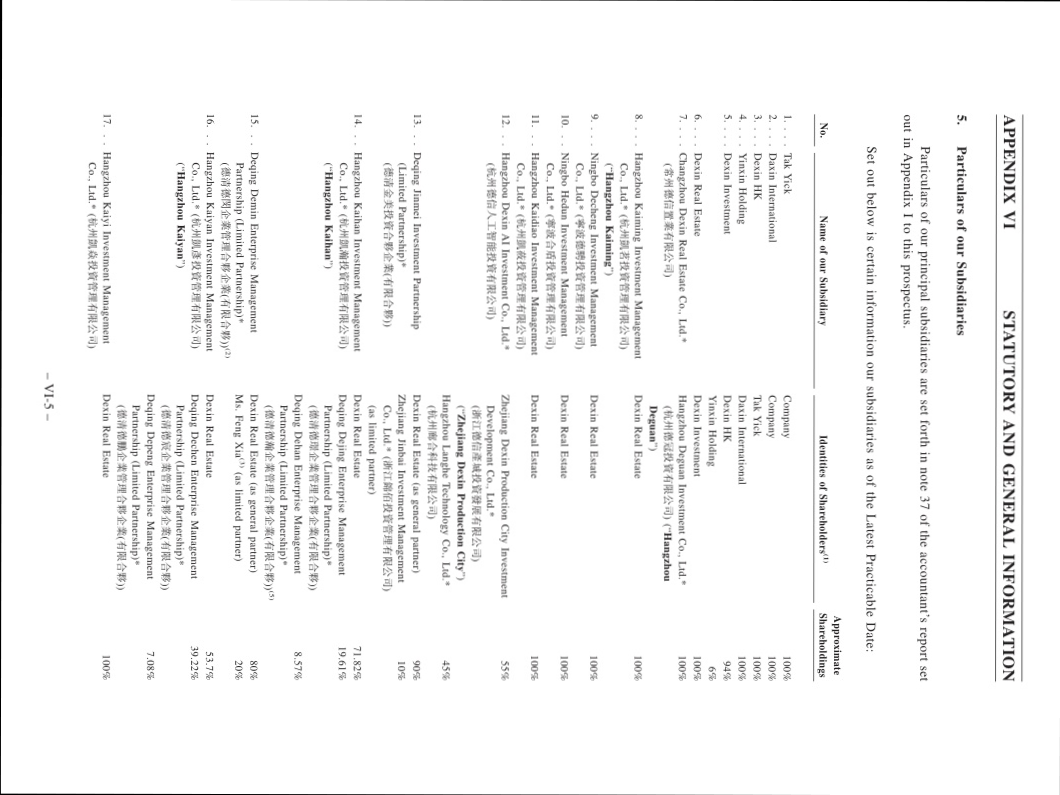 APPENDIX VI STATUTORY AND GENERAL INFORMATION
5. Particulars of our Subsidiaries
Particulars of our principal subsidiaries are set forth in note 37 of the accountant's report set
out in Appendix I to this prospectus.
Set out below is certain information our subsidiaries as of the Latest Practicable Date:
Approximate
No. Name of our Subsidiary Identities of Shareholders(1) Shareholdings
1. . . . Tak Yick Company 100%
2. . . . Daxin International Company 100%
3. . . . Dexin HK Tak Yick 100%
4. . . . Yinxin Holding Daxin International 100%
5. . . . Dexin Investment Dexin HK 94%
Yinxin Holding 6%
6. . . . Dexin Real Estate Dexin Investment 100%
7. . . . Changzhou Dexin Real Estate Co., Ltd.* Hangzhou Deguan Investment Co., Ltd.* 100%
(常州德信置業有限公司) (杭州德冠投資有限公司) ("Hangzhou
Deguan")
8. . . . Hangzhou Kaiming Investment Management Dexin Real Estate 100%
Co., Ltd.* (杭州凱茗投資管理有限公司)
("Hangzhou Kaiming")
9. . . . Ningbo Decheng Investment Management Dexin Real Estate 100%
Co., Ltd.* (寧波德騁投資管理有限公司)
10. . . Ningbo Hedun Investment Management Dexin Real Estate 100%
Co., Ltd.* (寧波合盾投資管理有限公司)
11. . . Hangzhou Kaidiao Investment Management Dexin Real Estate 100%
Co., Ltd.* (杭州凱蓧投資管理有限公司)
12. . . Hangzhou Dexin AI Investment Co., Ltd.* Zhejiang Dexin Production City Investment 55%
(杭州德信人工智能投資有限公司) Development Co., Ltd.*
(浙江德信產城投資發展有限公司)
("Zhejiang Dexin Production City")
Hangzhou Langhe Technology Co., Ltd.* 45%
(杭州廊合科技有限公司)
13. . . Deqing Jinmei Investment Partnership Dexin Real Estate (as general partner) 90%
(Limited Partnership)* Zhejiang Jinbai Investment Management 10%
(德清金美投資合夥企業(有限合夥)) Co., Ltd.* (浙江錦佰投資管理有限公司)
(as limited partner)
14. . . Hangzhou Kaihan Investment Management Dexin Real Estate 71.82%
Co., Ltd.* (杭州凱瀚投資管理有限公司) Deqing Dejing Enterprise Management 19.61%
("Hangzhou Kaihan") Partnership (Limited Partnership)*
(德清德璟企業管理合夥企業(有限合夥))
Deqing Dehan Enterprise Management 8.57%
Partnership (Limited Partnership)*
(德清德瀚企業管理合夥企業(有限合夥))(5)
15. . . Deqing Demin Enterprise Management Dexin Real Estate (as general partner) 80%
Partnership (Limited Partnership)* Ms. Feng Xia(3) (as limited partner) 20%
(德清德閩企業管理合夥企業(有限合夥))(2)
16. . . Hangzhou Kaiyan Investment Management Dexin Real Estate 53.7%
Co., Ltd.* (杭州凱彥投資管理有限公司) Deqing Dechen Enterprise Management 39.22%
("Hangzhou Kaiyan") Partnership (Limited Partnership)*
(德清德宸企業管理合夥企業(有限合夥))
Deqing Depeng Enterprise Management 7.08%
Partnership (Limited Partnership)*
(德清德鵬企業管理合夥企業(有限合夥))
17. . . Hangzhou Kaiyi Investment Management Dexin Real Estate 100%
Co., Ltd.* (杭州凱焱投資管理有限公司)
– VI-5 –